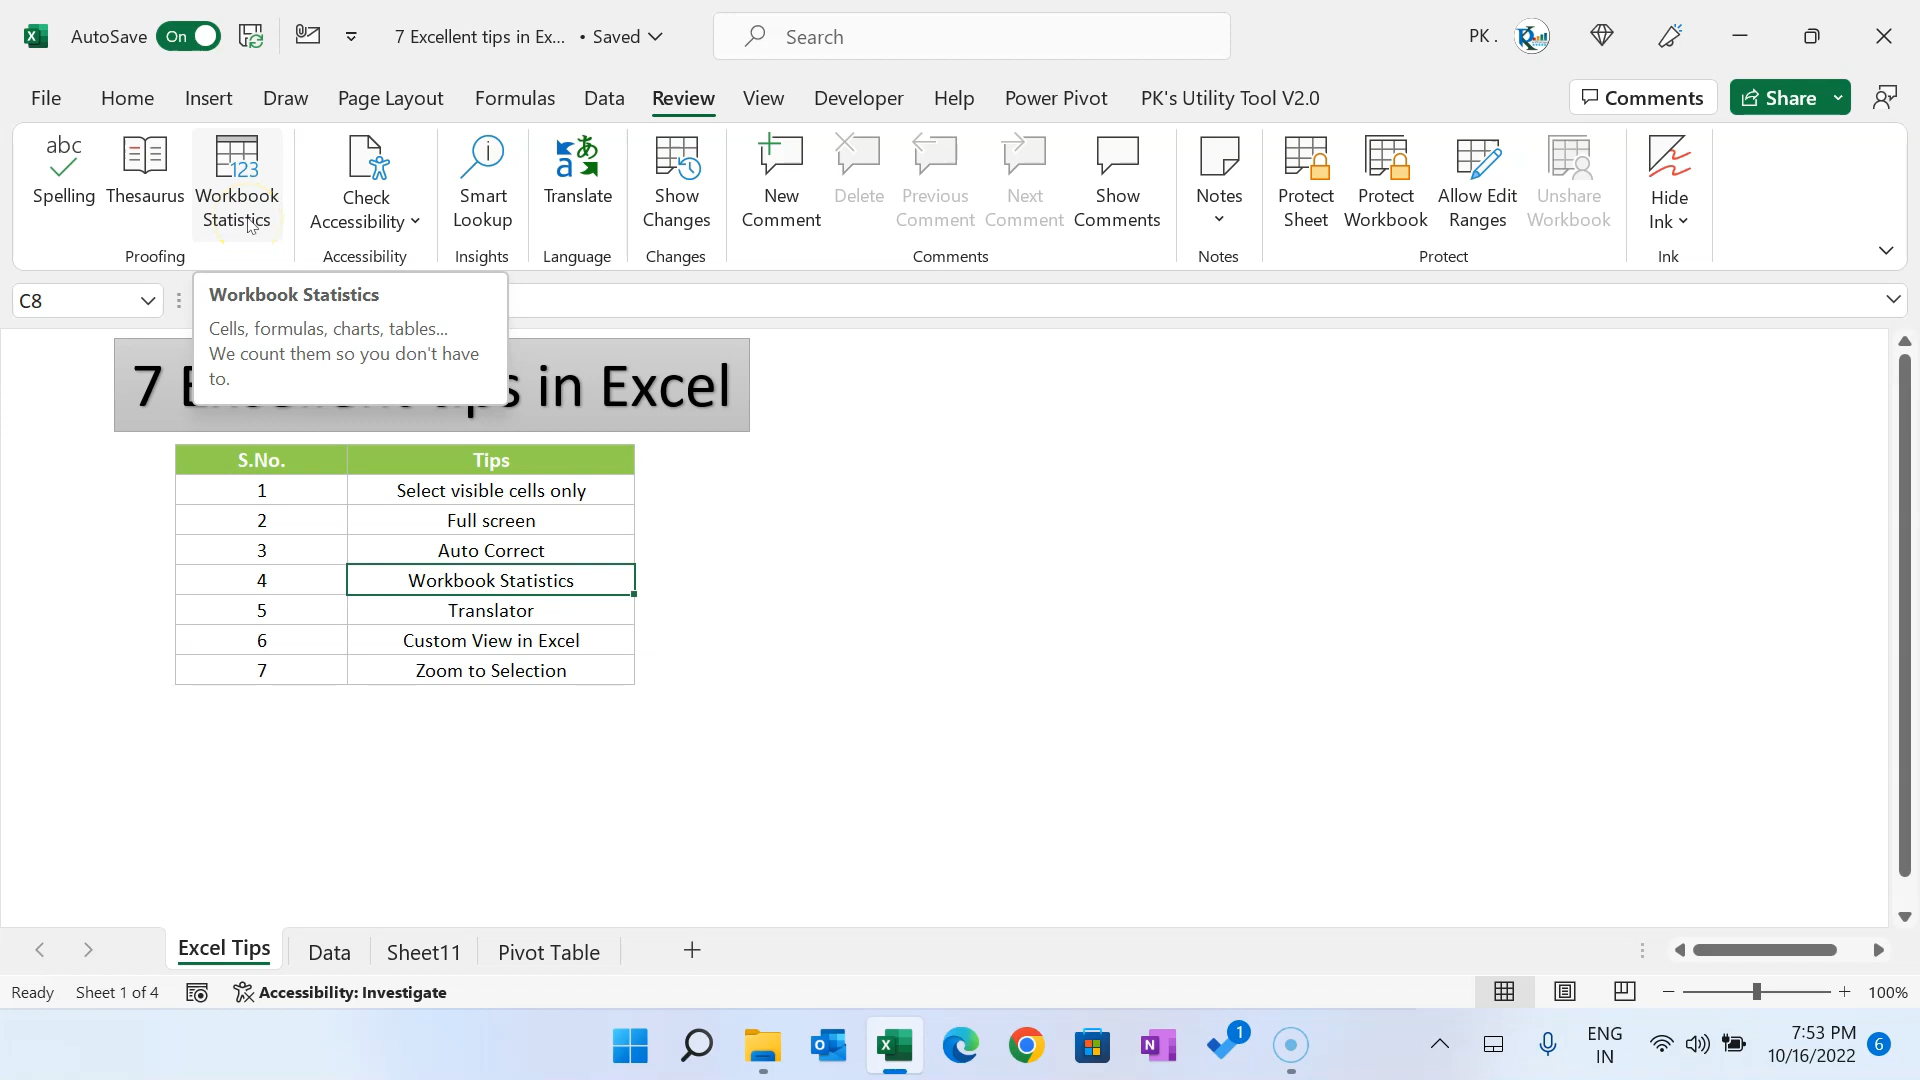 AutoSave On 7 Excellent tips in Ex... • Saved Search PK .
File Home Insert Draw Page Layout Formulas Data Review View Developer Help Power Pivot PK's Utility Tool V2.0 Comments Share
abc
123
Spelling Thesaurus Workbook Statistics Check Accessibility Smart Lookup Translate Show Changes New Comment Delete Previous Comment Next Comment Show Comments Notes Protect Sheet Protect Workbook Allow Edit Ranges Unshare Workbook Hide Ink
Proofing Accessibility Insights Language Changes Comments Notes Protect Ink
C8
Workbook Statistics
Cells, formulas, charts, tables...
We count them so you don't have
to.
7 in Excel
S.No. Tips
1 Select visible cells only
2 Full screen
3 Auto Correct
4 Workbook Statistics
5 Translator
6 Custom View in Excel
7 Zoom to Selection
Excel Tips Data Sheet11 Pivot Table
Ready Sheet 1 of 4 Accessibility: Investigate 100%
1
ENG
IN
7:53 PM
10/16/2022
6